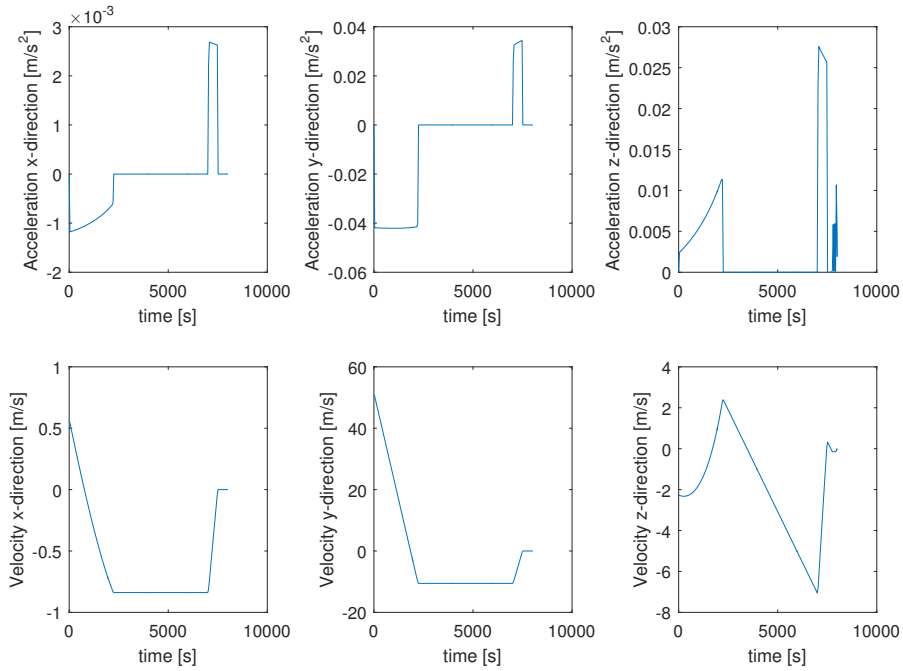 ×10⁻³
3
2
1
0
-1
-2
Acceleration x-direction [m/s²]
0 5000 10000
time [s]
0.04
0.02
0
-0.02
-0.04
-0.06
Acceleration y-direction [m/s²]
0 5000 10000
time [s]
0.03
0.025
0.02
0.015
0.01
0.005
0
Acceleration z-direction [m/s²]
0 5000 10000
time [s]
1
0.5
0
-0.5
-1
Velocity x-direction [m/s]
0 5000 10000
time [s]
60
40
20
0
-20
Velocity y-direction [m/s]
0 5000 10000
time [s]
4
2
0
-2
-4
-6
-8
Velocity z-direction [m/s]
0 5000 10000
time [s]